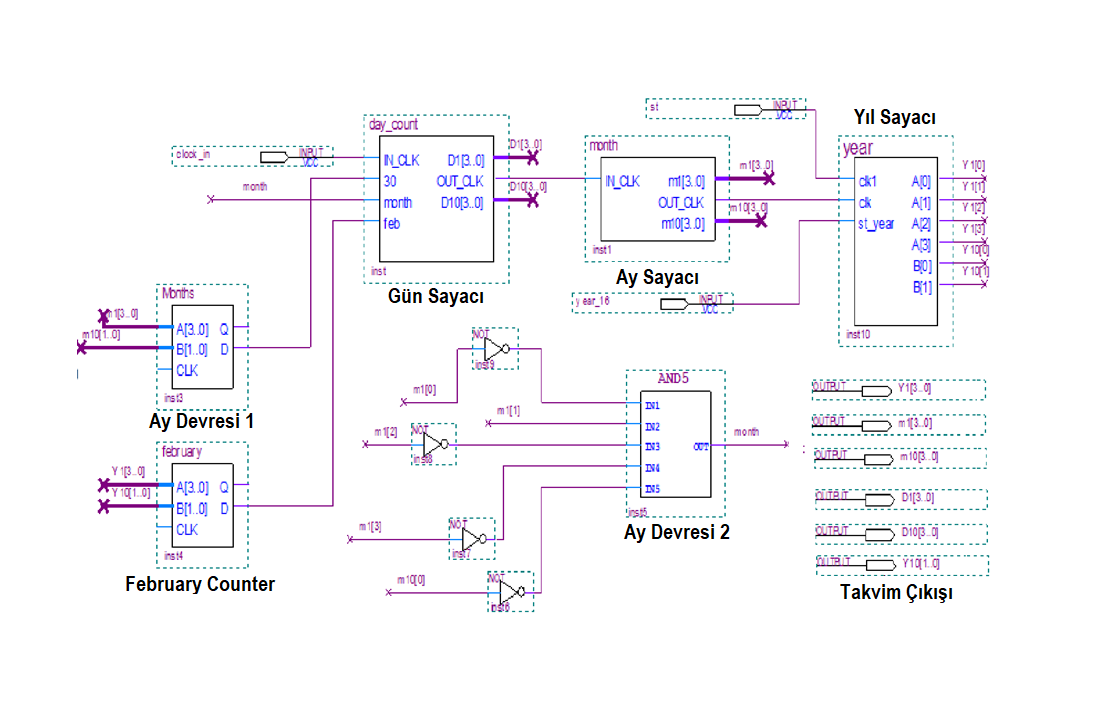 st
INPUT
VCC
Yıl Sayacı
day_count
clock_in
INPUT
VCC
IN_CLK
30
month
feb
D1[3..0]
OUT_CLK
D10[3..0]
inst
D1[3..0]
D10[3..0]
month
Gün Sayacı
month
IN_CLK
m1[3..0]
OUT_CLK
m10[3..0]
inst1
m1[3..0]
m10[3..0]
Ay Sayacı
year_16
INPUT
VCC
year
clk1
clk
st_year
A[0]
A[1]
A[2]
A[3]
B[0]
B[1]
inst10
Y1[0]
Y1[1]
Y1[2]
Y1[3]
Y10[0]
Y10[1]
Months
m1[3..0]
m10[1..0]
A[3..0] Q
B[1..0] D
CLK
inst3
Ay Devresi 1
february
Y1[3..0]
Y10[1..0]
A[3..0] Q
B[1..0] D
CLK
inst4
February Counter
NOT
inst9
m1[0]
m1[1]
m1[2]
NOT
inst8
m1[3]
NOT
inst7
m10[0]
NOT
inst6
AND5
IN1
IN2
IN3
IN4
IN5
OUT
inst5
month
Ay Devresi 2
:
OUTPUT Y1[3..0]
OUTPUT m1[3..0]
OUTPUT m10[3..0]
OUTPUT D1[3..0]
OUTPUT D10[3..0]
OUTPUT Y10[1..0]
Takvim Çıkışı